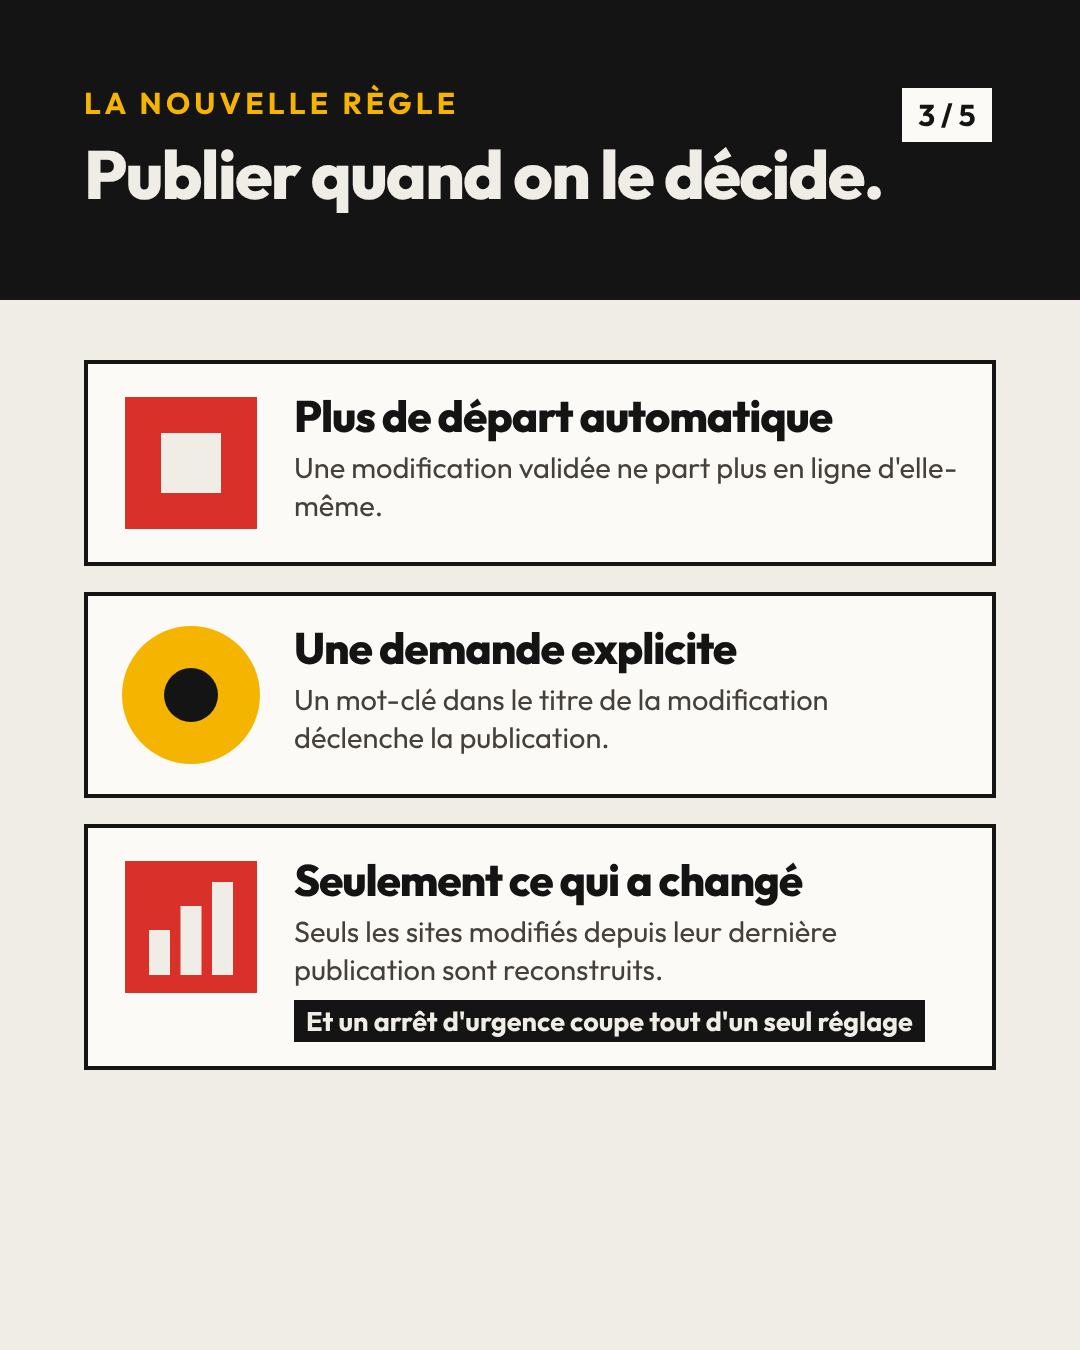 LA NOUVELLE RÈGLE
3 / 5
Publier quand on le décide.
Plus de départ automatique
Une modification validée ne part plus en ligne d'elle-
même.
Une demande explicite
Un mot-clé dans le titre de la modification
déclenche la publication.
Seulement ce qui a changé
Seuls les sites modifiés depuis leur dernière
publication sont reconstruits.
Et un arrêt d'urgence coupe tout d'un seul réglage